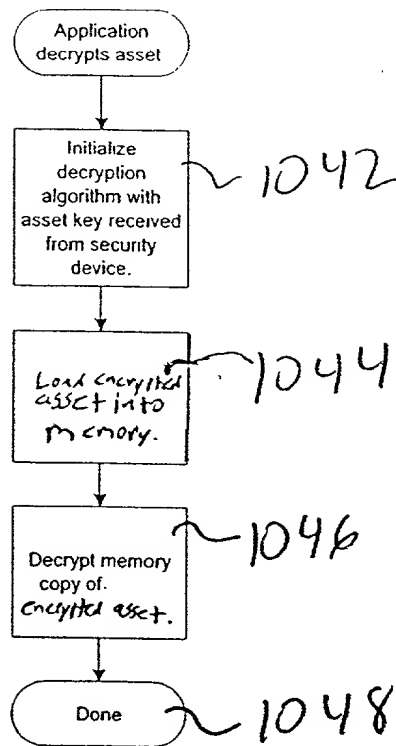 Application
decrypts asset
Initialize
decryption
algorithm with
asset key received
from security
device.
1042
Load encrypted
asset into
memory.
1044
Decrypt memory
copy of.
encrypted asset.
1046
Done
1048